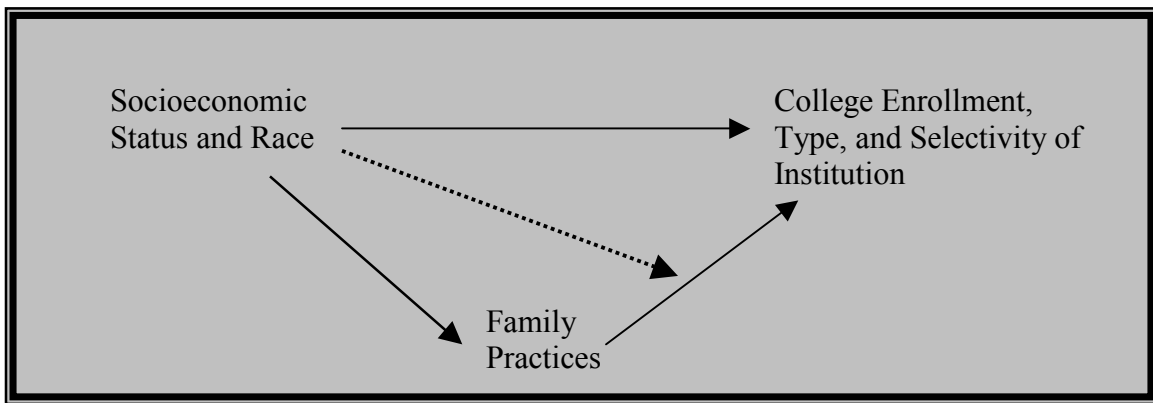 Socioeconomic
Status and Race
College Enrollment,
Type, and Selectivity of
Institution
Family
Practices